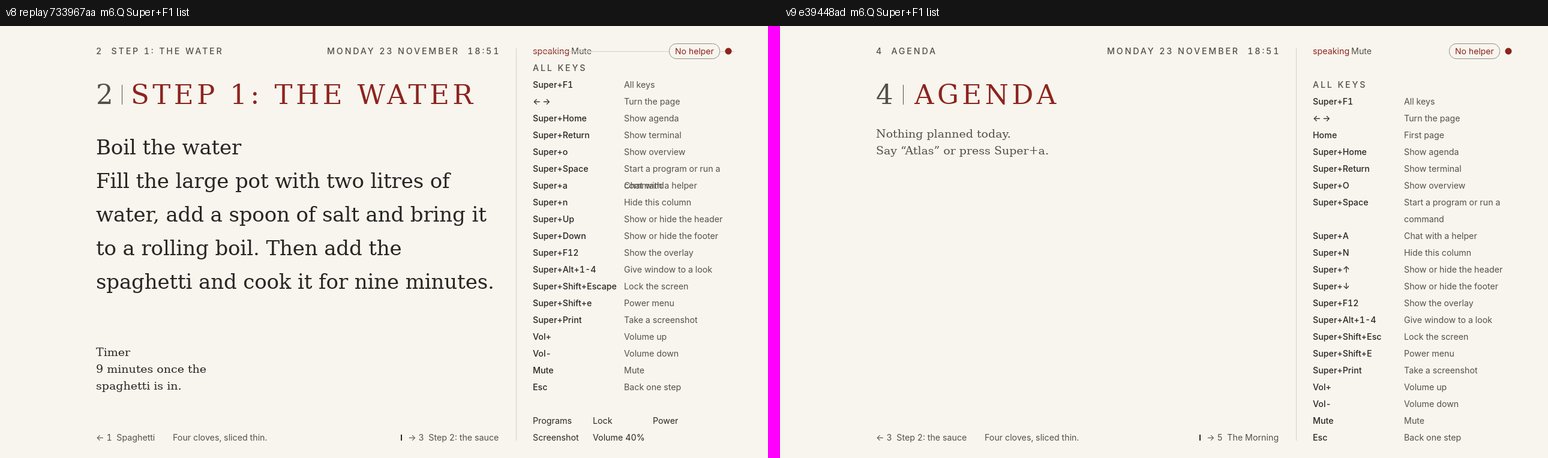 v8 replay 733967aa m6.Q Super+F1 list
2 STEP 1: THE WATER
MONDAY 23 NOVEMBER 18:51
2 STEP 1: THE WATER
Boil the water
Fill the large pot with two litres of
water, add a spoon of salt and bring it
to a rolling boil. Then add the
spaghetti and cook it for nine minutes.
Timer
9 minutes once the
spaghetti is in.
← 1 Spaghetti Four cloves, sliced thin.
→ 3 Step 2: the sauce
speaking Mute No helper
ALL KEYS
Super+F1 All keys
← → Turn the page
Super+Home Show agenda
Super+Return Show terminal
Super+o Show overview
Super+Space Start a program or run a
command
Super+a Chat with a helper
Super+n Hide this column
Super+Up Show or hide the header
Super+Down Show or hide the footer
Super+F12 Show the overlay
Super+Alt+1-4 Give window to a look
Super+Shift+Escape Lock the screen
Super+Shift+e Power menu
Super+Print Take a screenshot
Vol+ Volume up
Vol- Volume down
Mute Mute
Esc Back one step
Programs Lock Power
Screenshot Volume 40%
v9 e39448ad m6.Q Super+F1 list
4 AGENDA
MONDAY 23 NOVEMBER 18:51
4 AGENDA
Nothing planned today.
Say “Atlas” or press Super+a.
← 3 Step 2: the sauce Four cloves, sliced thin.
→ 5 The Morning
speaking Mute No helper
ALL KEYS
Super+F1 All keys
← → Turn the page
Home First page
Super+Home Show agenda
Super+Return Show terminal
Super+O Show overview
Super+Space Start a program or run a
command
Super+A Chat with a helper
Super+N Hide this column
Super+↑ Show or hide the header
Super+↓ Show or hide the footer
Super+F12 Show the overlay
Super+Alt+1-4 Give window to a look
Super+Shift+Esc Lock the screen
Super+Shift+E Power menu
Super+Print Take a screenshot
Vol+ Volume up
Vol- Volume down
Mute Mute
Esc Back one step